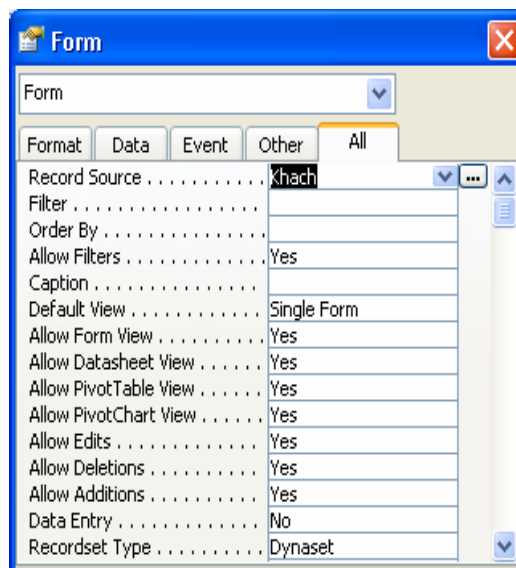 Form
Form
Format Data Event Other All
Record Source . . . . . . . . . . . Khach ...
Filter . . . . . . . . . . . . . . . . .
Order By . . . . . . . . . . . . . . .
Allow Filters . . . . . . . . . . . . . Yes
Caption . . . . . . . . . . . . . . .
Default View . . . . . . . . . . . . Single Form
Allow Form View . . . . . . . . . . Yes
Allow Datasheet View . . . . . . Yes
Allow PivotTable View . . . . . . Yes
Allow PivotChart View . . . . . . Yes
Allow Edits . . . . . . . . . . . . . Yes
Allow Deletions . . . . . . . . . . Yes
Allow Additions . . . . . . . . . . Yes
Data Entry . . . . . . . . . . . . . No
Recordset Type . . . . . . . . . . Dynaset